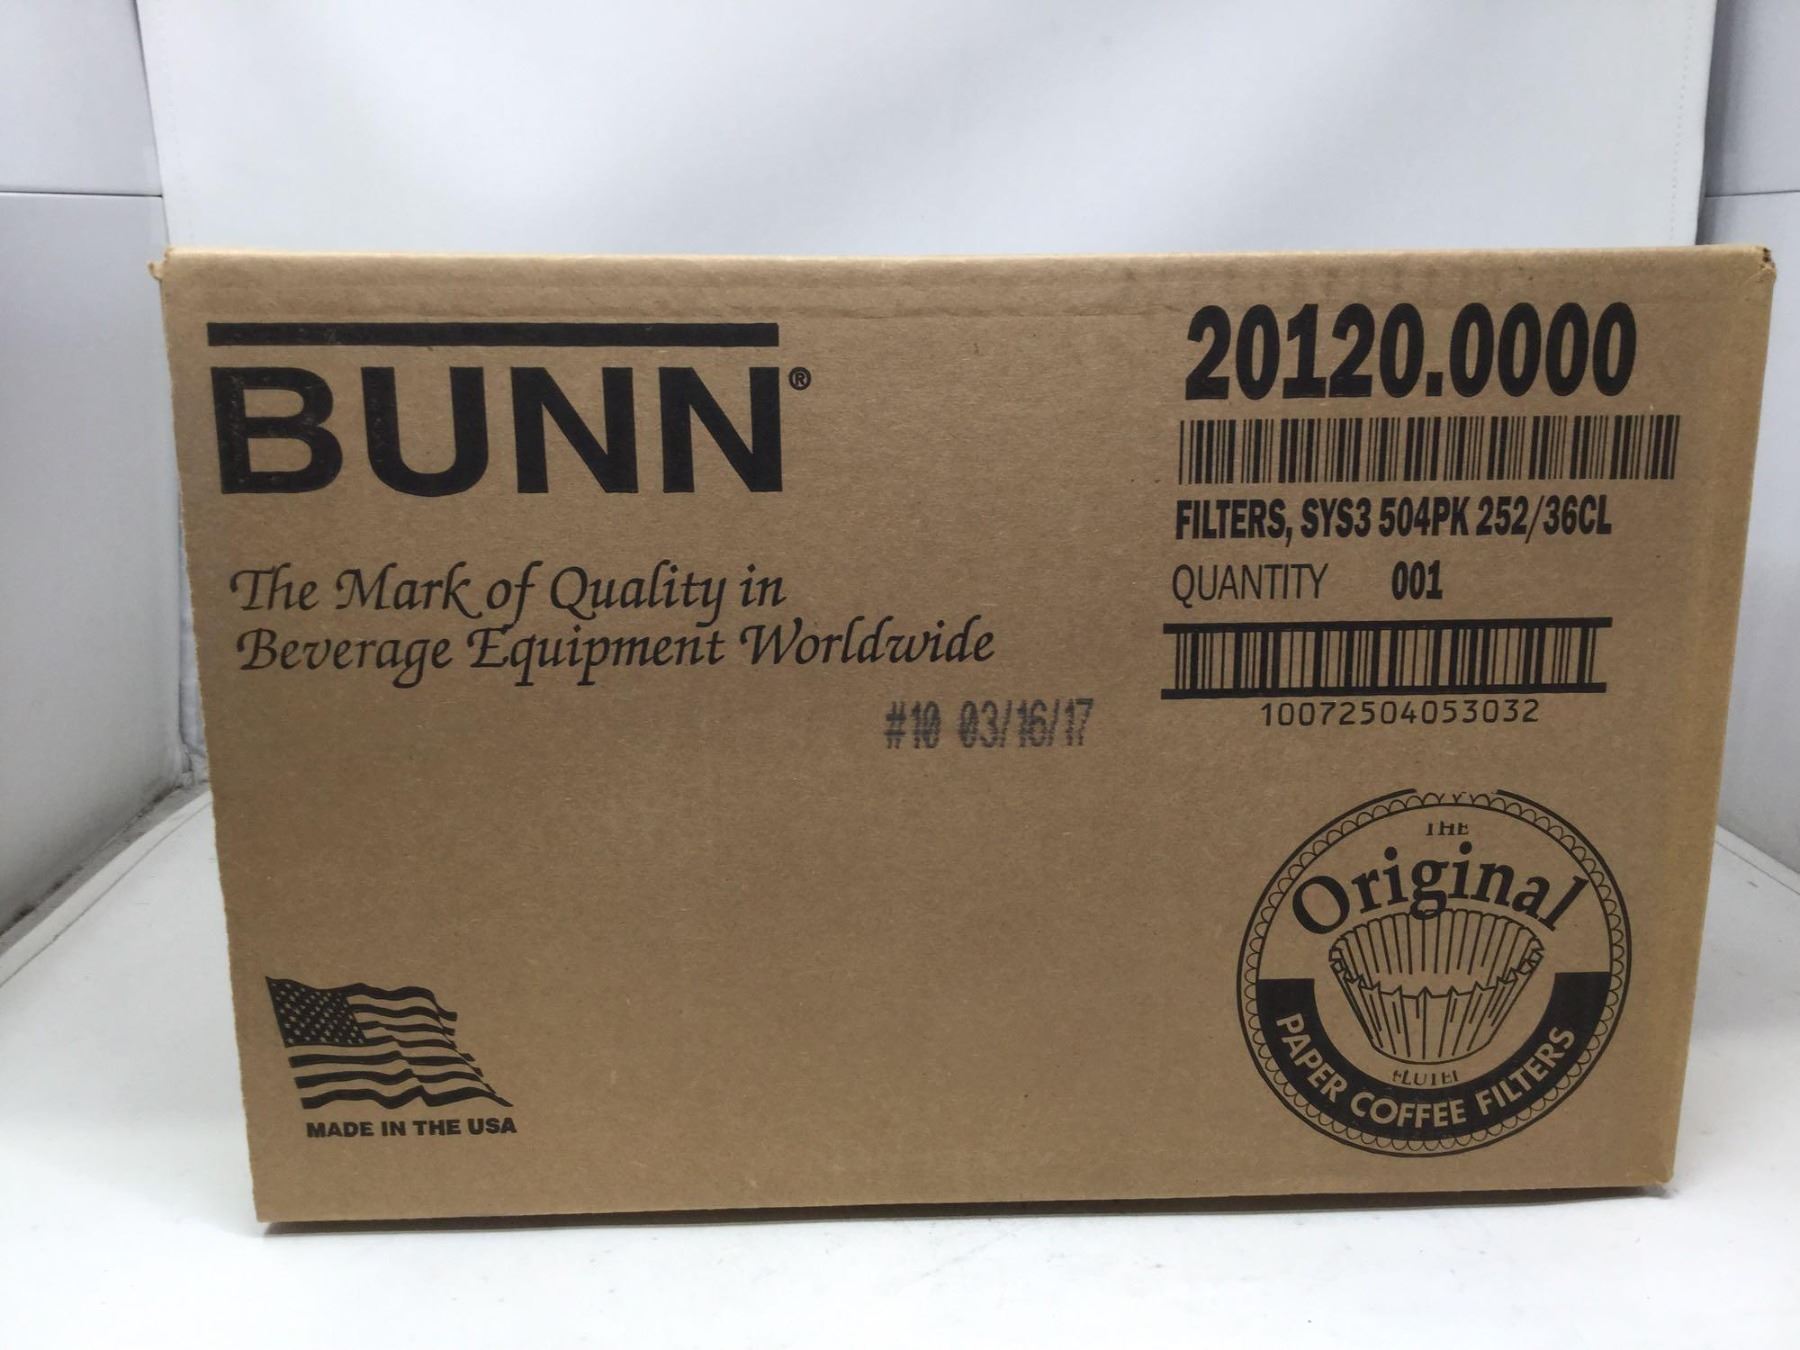 BUNN®
The Mark of Quality in
Beverage Equipment Worldwide
#10 03/16/17
20120.0000
FILTERS, SYS3 504PK 252/36CL
QUANTITY 001
10072504053032
THE
Original
PAPER COFFEE FILTERS
MADE IN THE USA